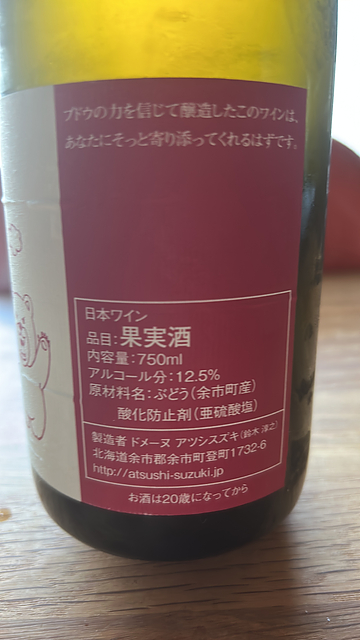 ブドウの力を信じて醸造したこのワインは、
あなたにそっと寄り添ってくれるはずです。
日本ワイン
品目:果実酒
内容量:750ml
アルコール分:12.5%
原材料名:ぶどう(余市町産)
酸化防止剤(亜硫酸塩)
製造者 ドメーヌ アツシスズキ(鈴木 淳之)
北海道余市郡余市町登町1732-6
http://atsushi-suzuki.jp
お酒は20歳になってから